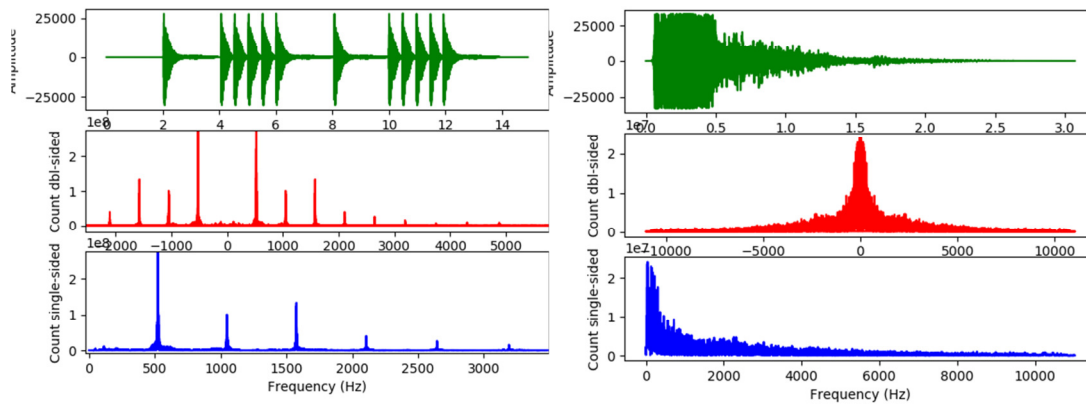 25000
0
−25000
Amplitude
1e8
0 2 4 6 8 10 12 14
Count dbl-sided
2
1
0
1e8
−2000 −1000 0 1000 2000 3000 4000 5000
Count single-sided
2
1
0
0 500 1000 1500 2000 2500 3000
Frequency (Hz)
25000
0
−25000
Amplitude
1e7
0.0 0.5 1.0 1.5 2.0 2.5 3.0
Count dbl-sided
2
1
0
1e7
−10000 −5000 0 5000 10000
Count single-sided
2
1
0
0 2000 4000 6000 8000 10000
Frequency (Hz)